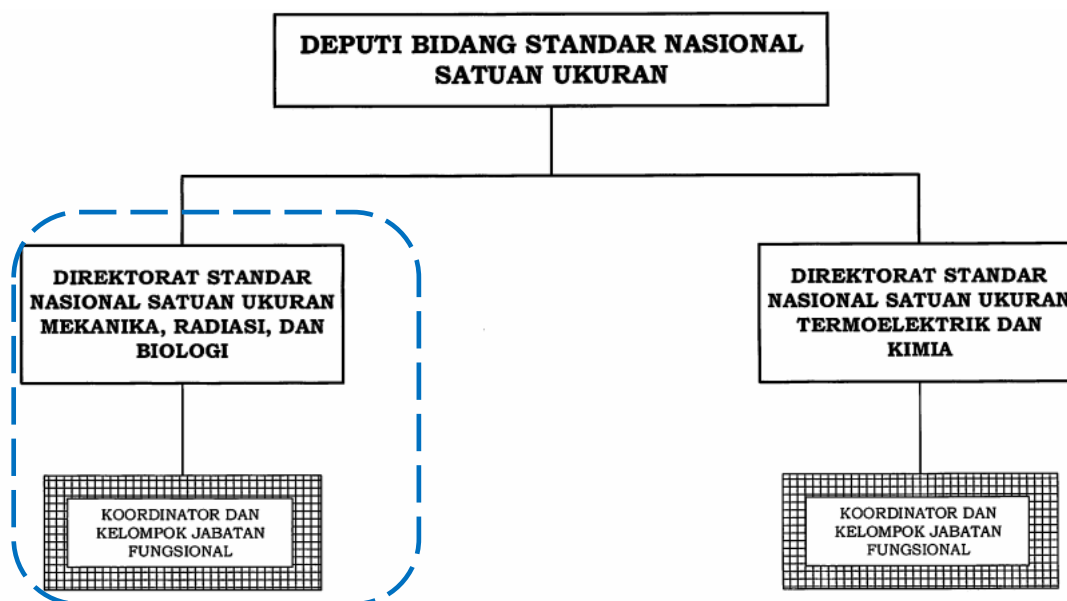 DEPUTI BIDANG STANDAR NASIONAL
SATUAN UKURAN
DIREKTORAT STANDAR
NASIONAL SATUAN UKURAN
MEKANIKA, RADIASI, DAN
BIOLOGI
DIREKTORAT STANDAR
NASIONAL SATUAN UKURAN
TERMOELEKTRIK DAN
KIMIA
KOORDINATOR DAN
KELOMPOK JABATAN
FUNGSIONAL
KOORDINATOR DAN
KELOMPOK JABATAN
FUNGSIONAL